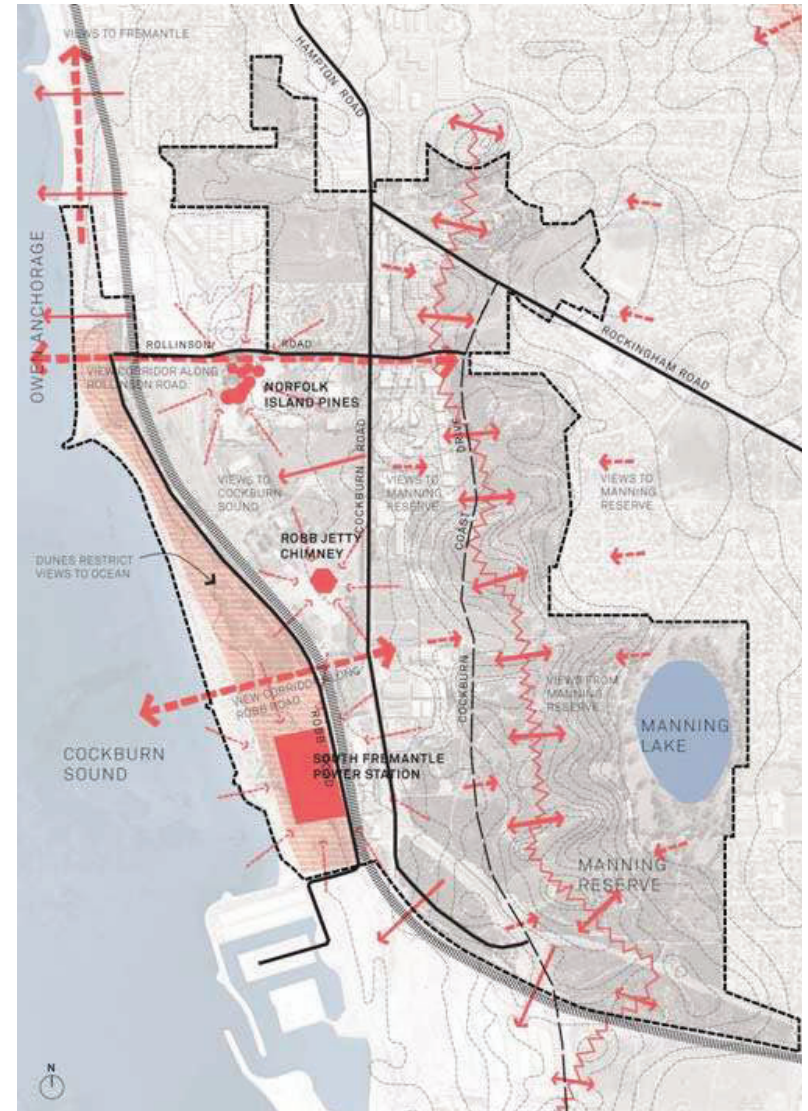 VIEWS TO FREMANTLE
HAMPTON ROAD
OWEN ANCHORAGE
ROLLINSON ROAD
VIEW CORRIDOR ALONG
ROLLINSON ROAD
NORFOLK
ISLAND PINES
ROCKINGHAM ROAD
COCKBURN ROAD
COCKBURN COAST DRIVE
VIEWS TO
COCKBURN
SOUND
VIEWS TO
MANNING
RESERVE
VIEWS TO
MANNING
RESERVE
ROBB JETTY
CHIMNEY
DUNES RESTRICT
VIEWS TO OCEAN
VIEW CORRIDOR ALONG
ROBB ROAD
ROBB ROAD
VIEWS FROM
MANNING
RESERVE
MANNING
LAKE
COCKBURN
SOUND
SOUTH FREMANTLE
POWER STATION
MANNING
RESERVE
N